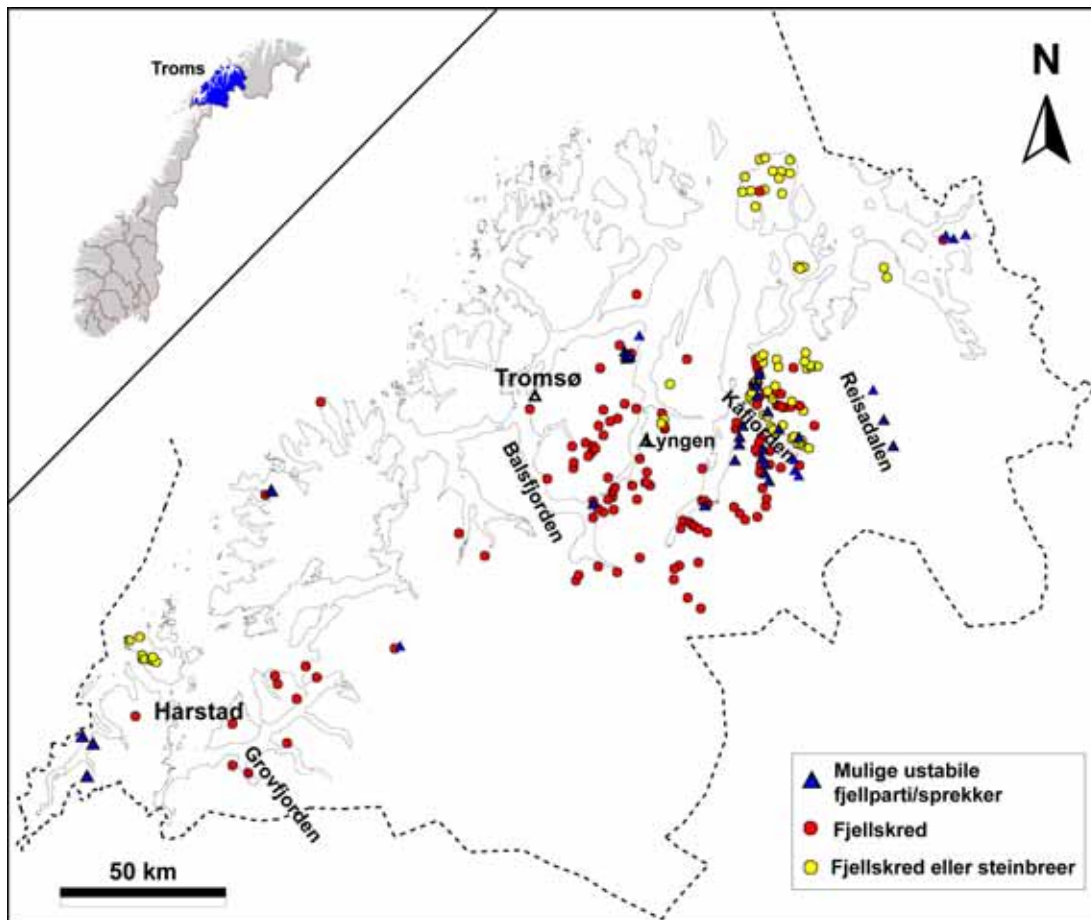 Troms
N
Tromsø
Lyngen
Kåfjorden
Reisadalen
Balsfjorden
Harstad
Grovfjorden
Mulige ustabile
fjellparti/sprekker
Fjellskred
Fjellskred eller steinbreer
50 km